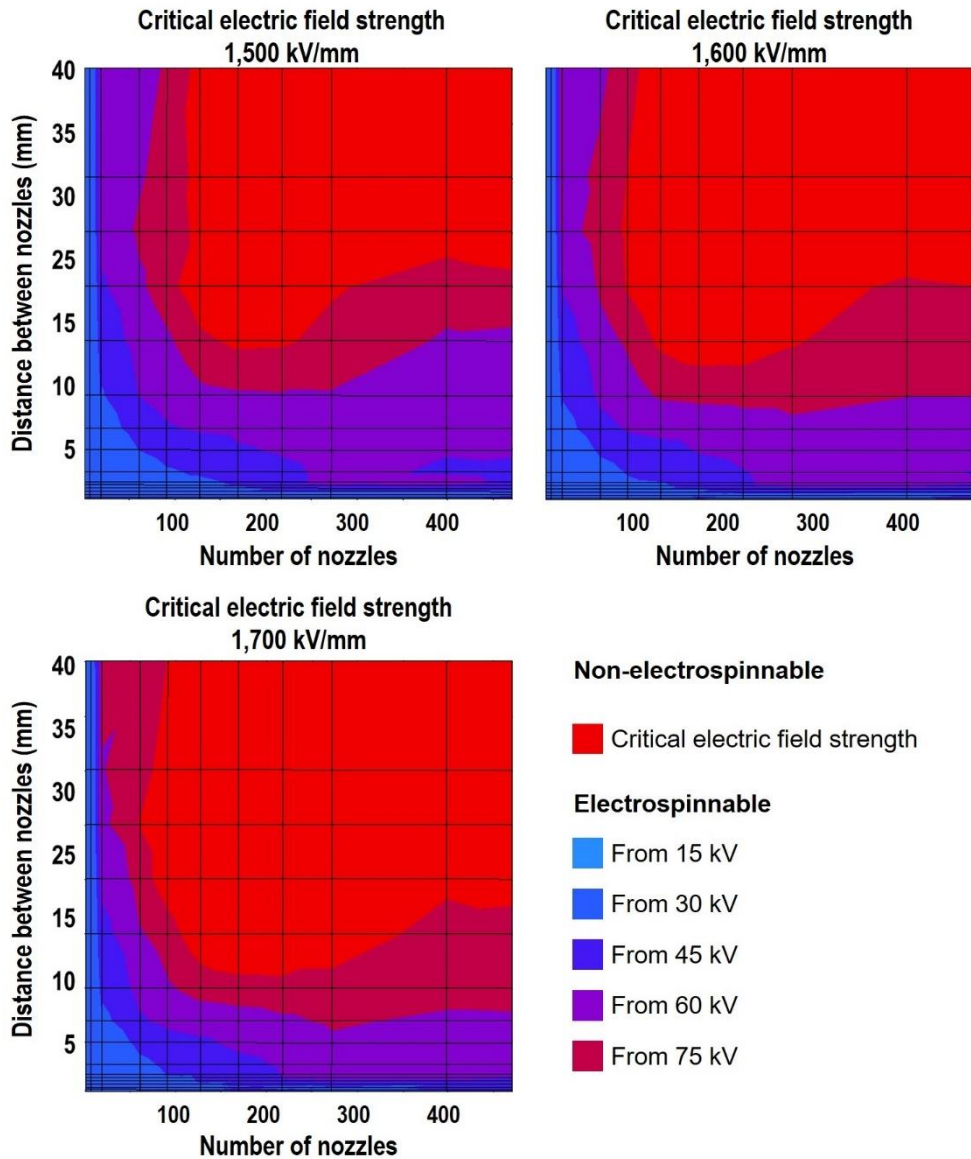 Critical electric field strength
1,500 kV/mm
40
35
30
25
20
15
10
5
Distance between nozzles (mm)
100 200 300 400
Number of nozzles
Critical electric field strength
1,600 kV/mm
100 200 300 400
Number of nozzles
Critical electric field strength
1,700 kV/mm
40
35
30
25
20
15
10
5
Distance between nozzles (mm)
100 200 300 400
Number of nozzles
Non-electrospinnable
Critical electric field strength
Electrospinnable
From 15 kV
From 30 kV
From 45 kV
From 60 kV
From 75 kV